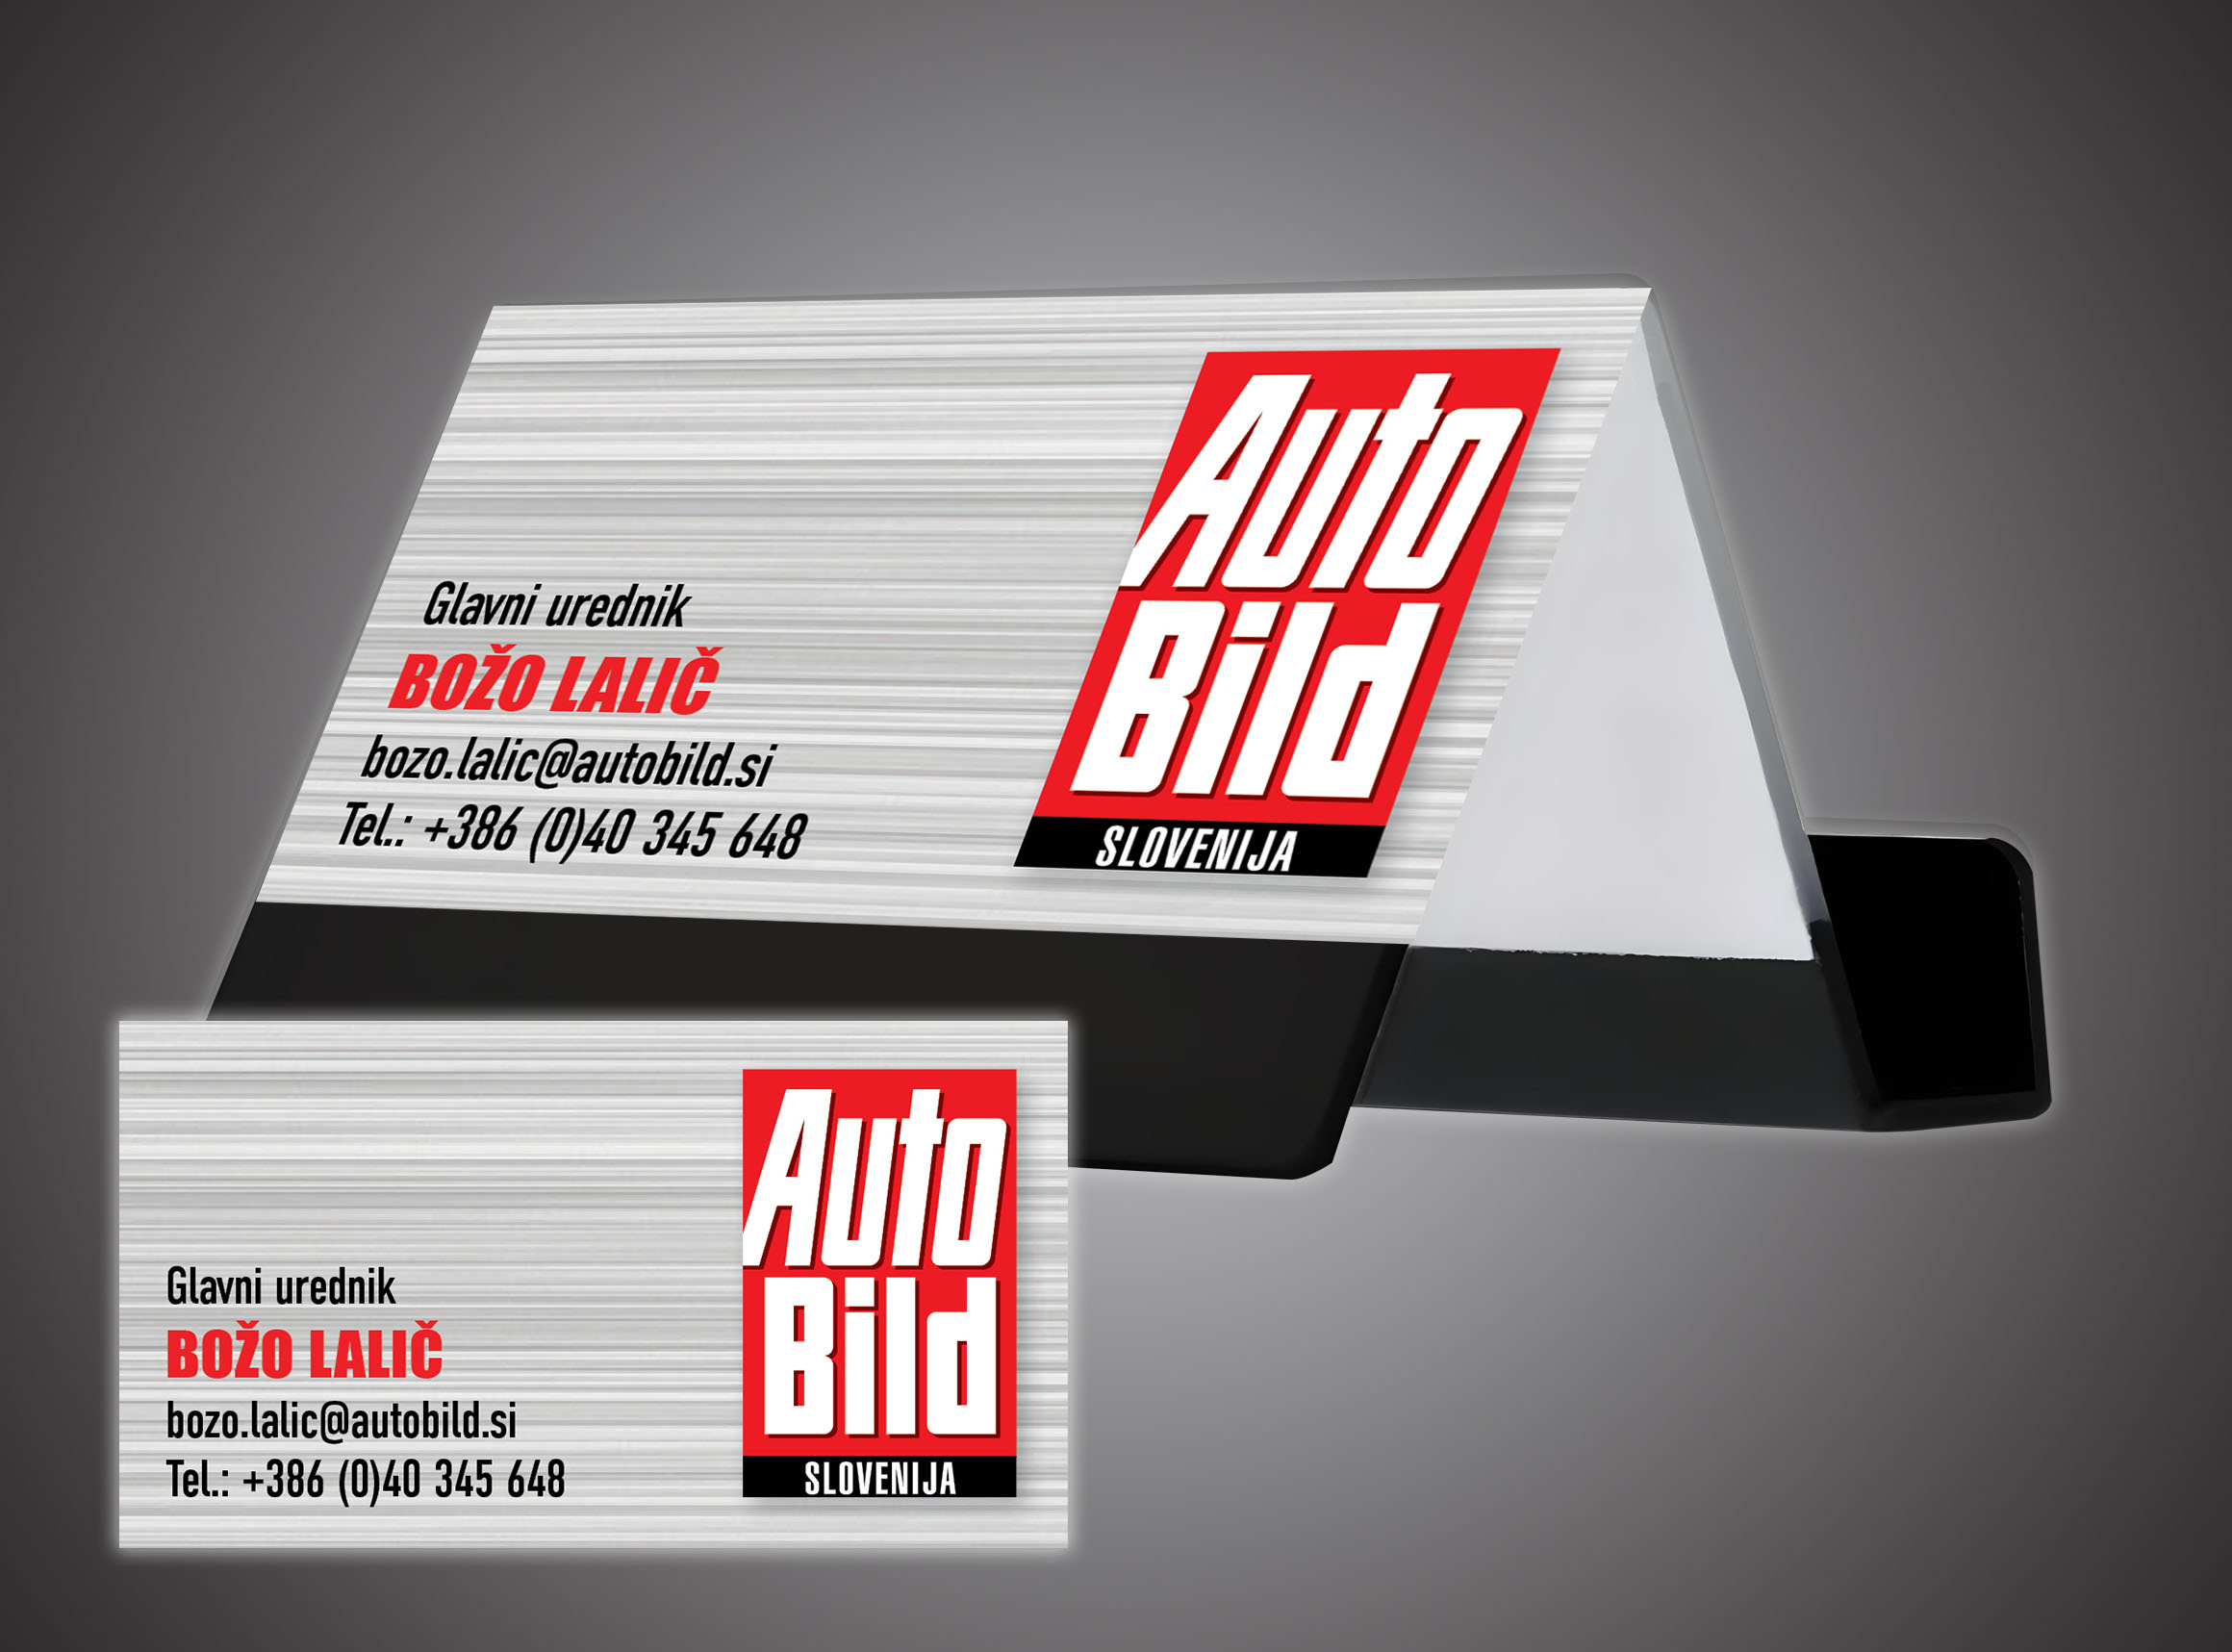 Glavni urednik
BOŽO LALIČ
bozo.lalic@autobild.si
Tel.: +386 (0)40 345 648
Auto
Bild
SLOVENIJA
Glavni urednik
BOŽO LALIČ
bozo.lalic@autobild.si
Tel.: +386 (0)40 345 648
Auto
Bild
SLOVENIJA